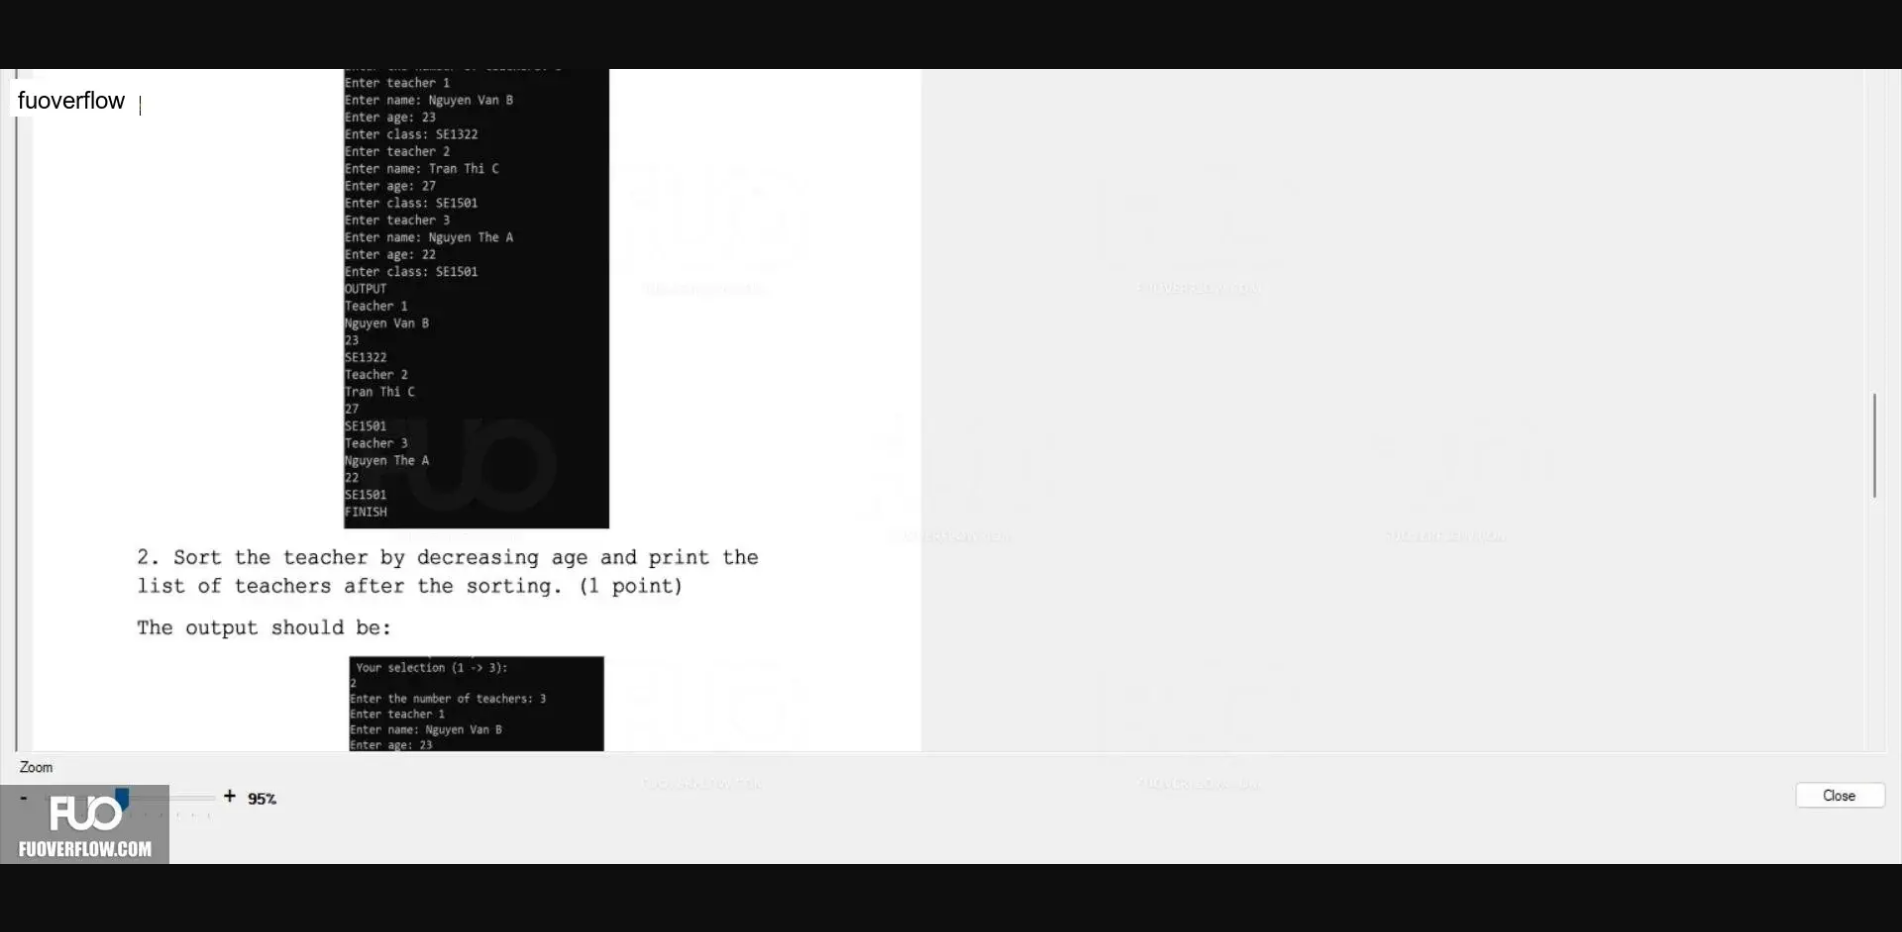 fuoverflow
Enter teacher 1
Enter name: Nguyen Van B
Enter age: 23
Enter class: SE1322
Enter teacher 2
Enter name: Tran Thi C
Enter age: 27
Enter class: SE1501
Enter teacher 3
Enter name: Nguyen The A
Enter age: 22
Enter class: SE1501
OUTPUT
Teacher 1
Nguyen Van B
23
SE1322
Teacher 2
Tran Thi C
27
SE1501
Teacher 3
Nguyen The A
22
SE1501
FINISH
2. Sort the teacher by decreasing age and print the
list of teachers after the sorting. (1 point)
The output should be:
Your selection (1 -> 3):
2
Enter the number of teachers: 3
Enter teacher 1
Enter name: Nguyen Van B
Enter age: 23
Zoom
- + 95%
Close
FUO
FUOVERFLOW.COM